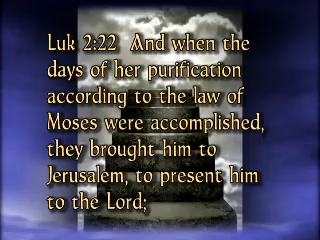 Luk 2:22  And when the
days of her purification
according to the law of
Moses were accomplished,
they brought him to
Jerusalem, to present him
to the Lord;